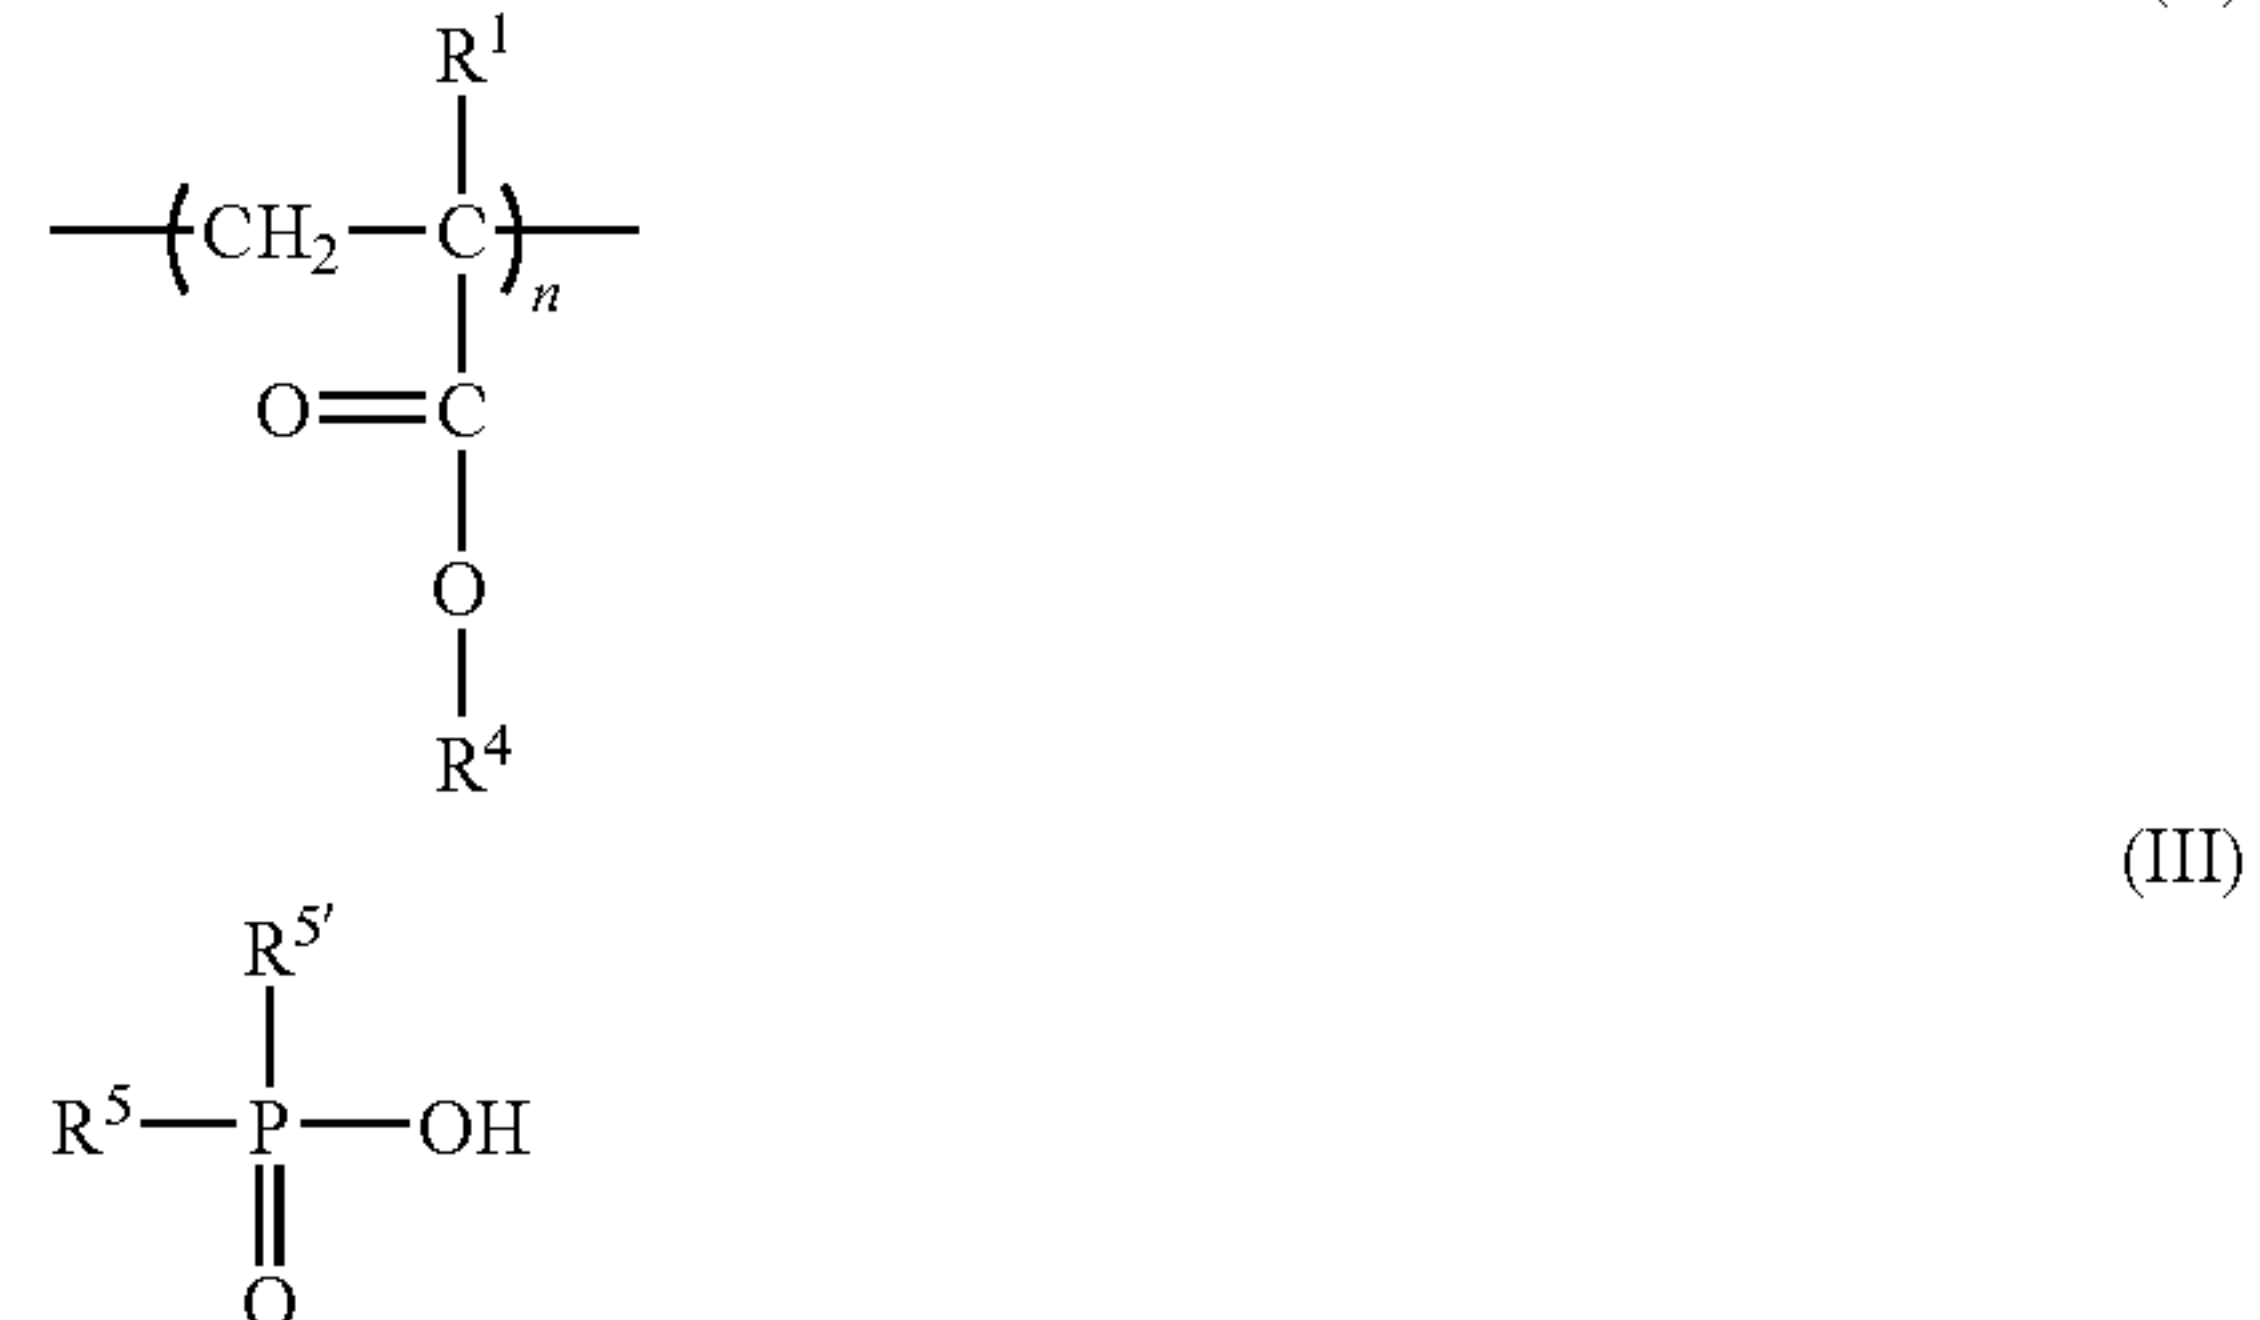 R¹
CH₂ C n
O C
O
R⁴
(III)
R⁵′
R⁵ P OH
O